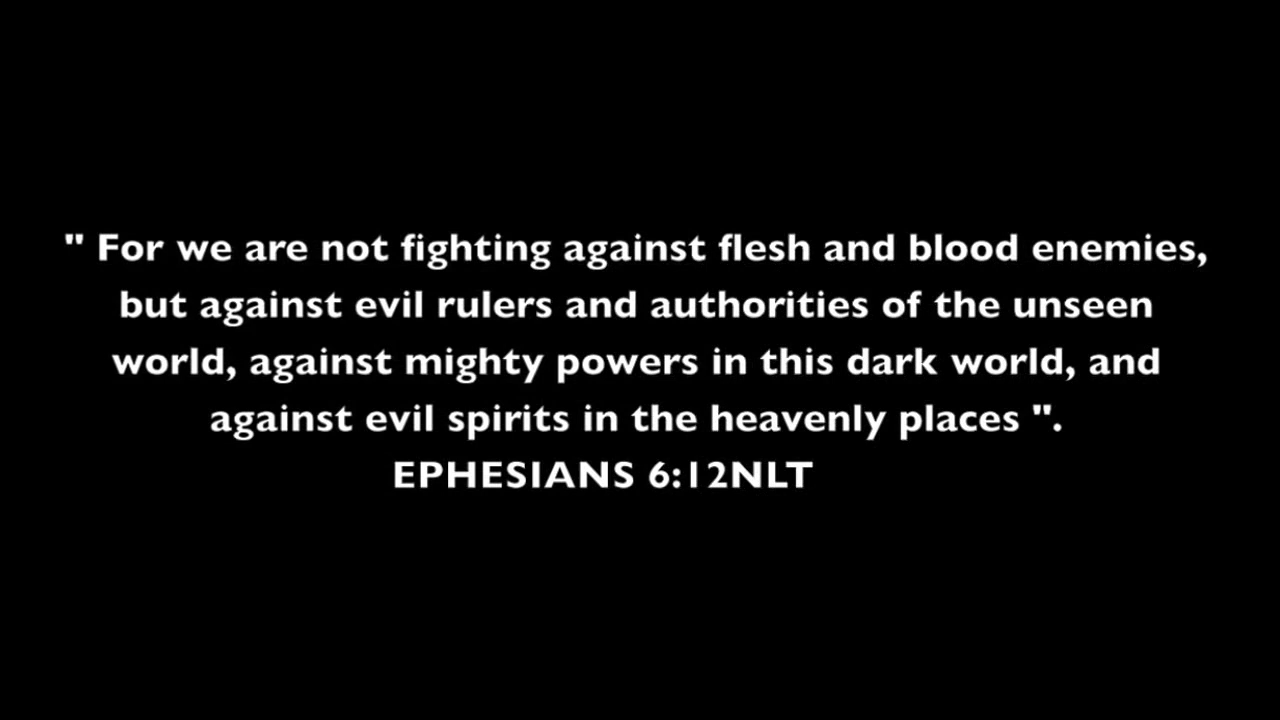 " For we are not fighting against flesh and blood enemies,
but against evil rulers and authorities of the unseen
world, against mighty powers in this dark world, and
against evil spirits in the heavenly places ".
EPHESIANS 6:12NLT